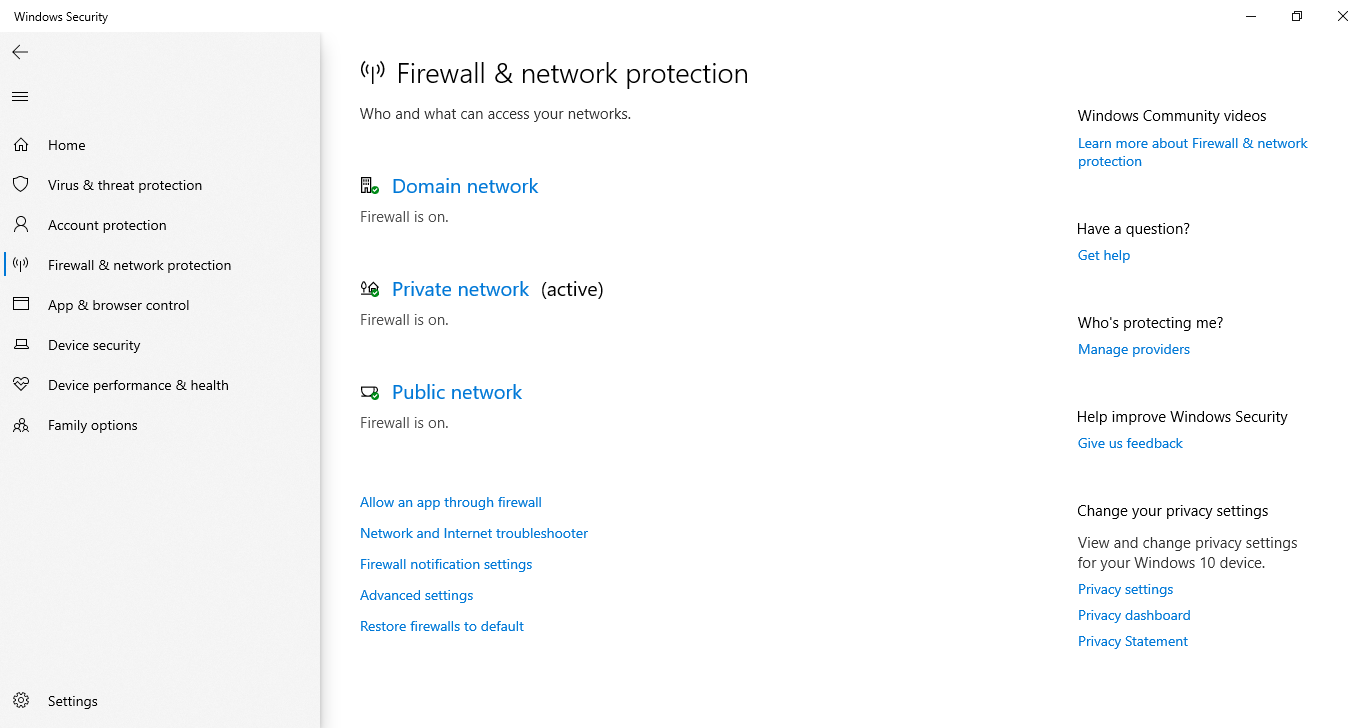 Windows Security
Home
Virus & threat protection
Account protection
Firewall & network protection
App & browser control
Device security
Device performance & health
Family options
Settings
Firewall & network protection
Who and what can access your networks.
Domain network
Firewall is on.
Private network (active)
Firewall is on.
Public network
Firewall is on.
Allow an app through firewall
Network and Internet troubleshooter
Firewall notification settings
Advanced settings
Restore firewalls to default
Windows Community videos
Learn more about Firewall & network
protection
Have a question?
Get help
Who's protecting me?
Manage providers
Help improve Windows Security
Give us feedback
Change your privacy settings
View and change privacy settings
for your Windows 10 device.
Privacy settings
Privacy dashboard
Privacy Statement